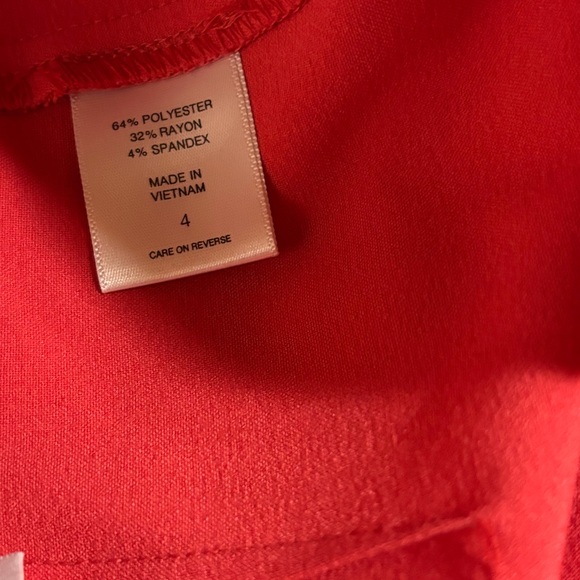 64% POLYESTER
32% RAYON
4% SPANDEX
MADE IN
VIETNAM
4
CARE ON REVERSE